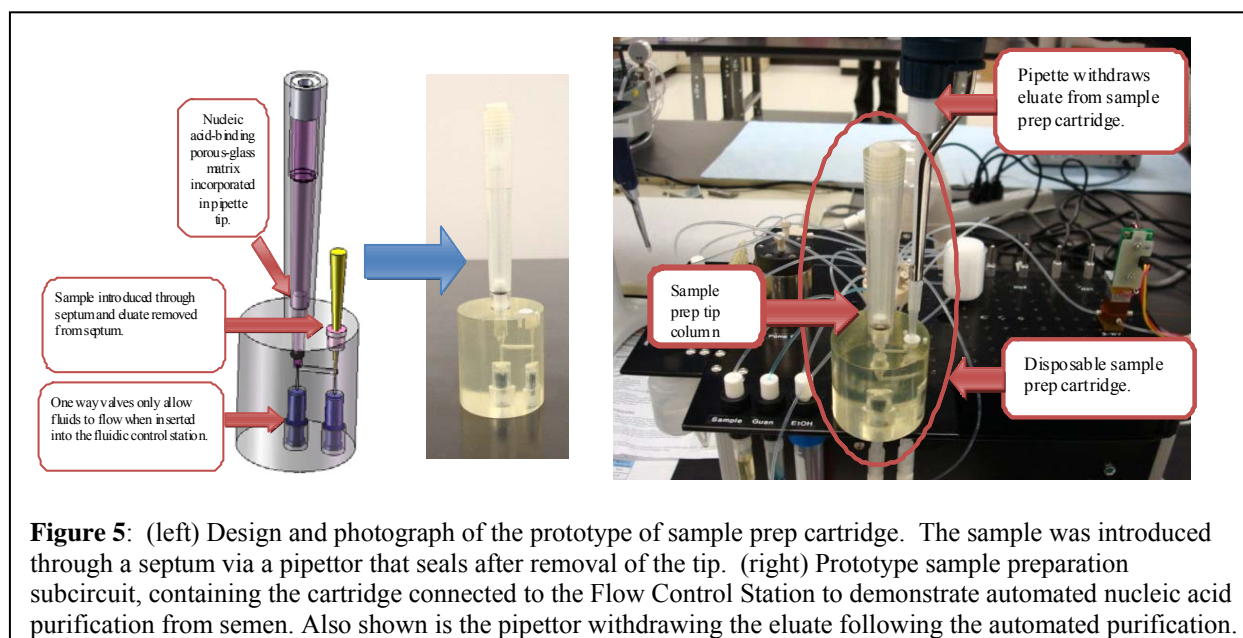 Nucleic
acid-binding
porous-glass
matrix
incorporated
in pipette
tip.
Sample introduced through
septum and eluate removed
from septum.
One way valves only allow
fluids to flow when inserted
into the fluidic control station.
Pipette withdraws
eluate from sample
prep cartridge.
Sample
prep tip
column
Disposable sample
prep cartridge.
Sample Guan EtOH
Figure 5: (left) Design and photograph of the prototype of sample prep cartridge. The sample was introduced
through a septum via a pipettor that seals after removal of the tip. (right) Prototype sample preparation
subcircuit, containing the cartridge connected to the Flow Control Station to demonstrate automated nucleic acid
purification from semen. Also shown is the pipettor withdrawing the eluate following the automated purification.